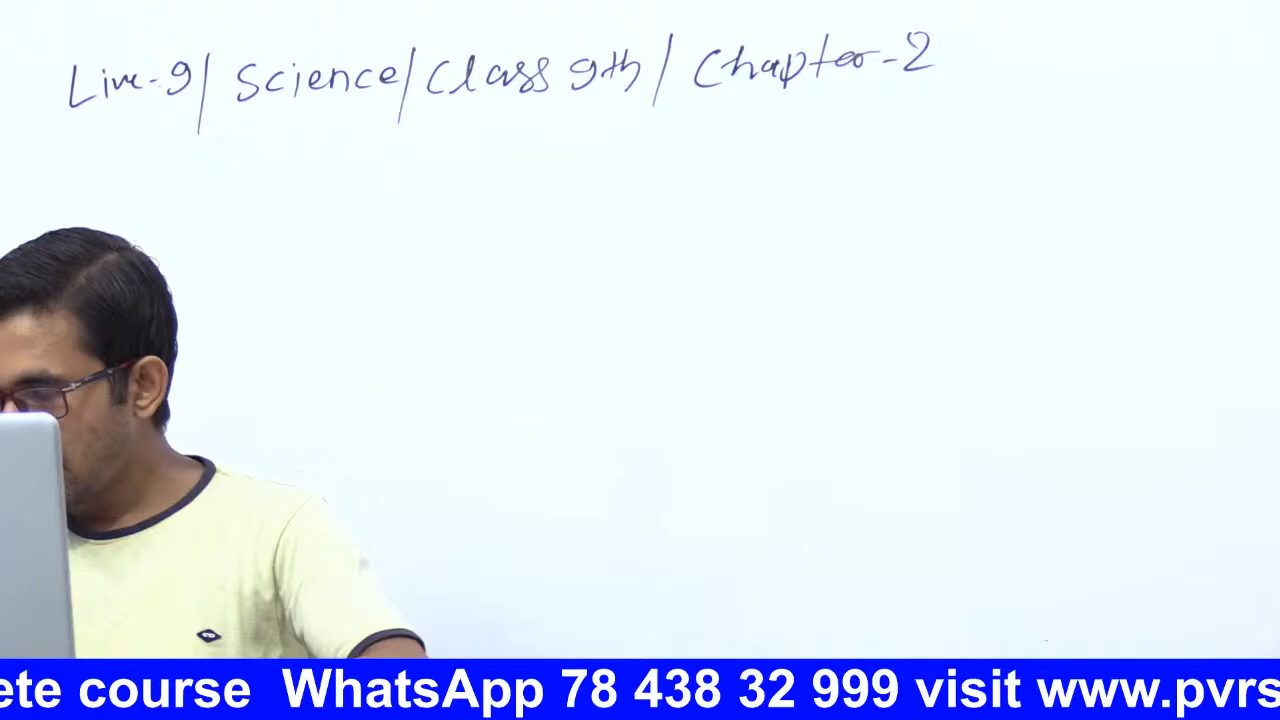 Live-9/ Science/ Class 9th/ Chapter-2
ete course WhatsApp 78 438 32 999 visit www.pvrs